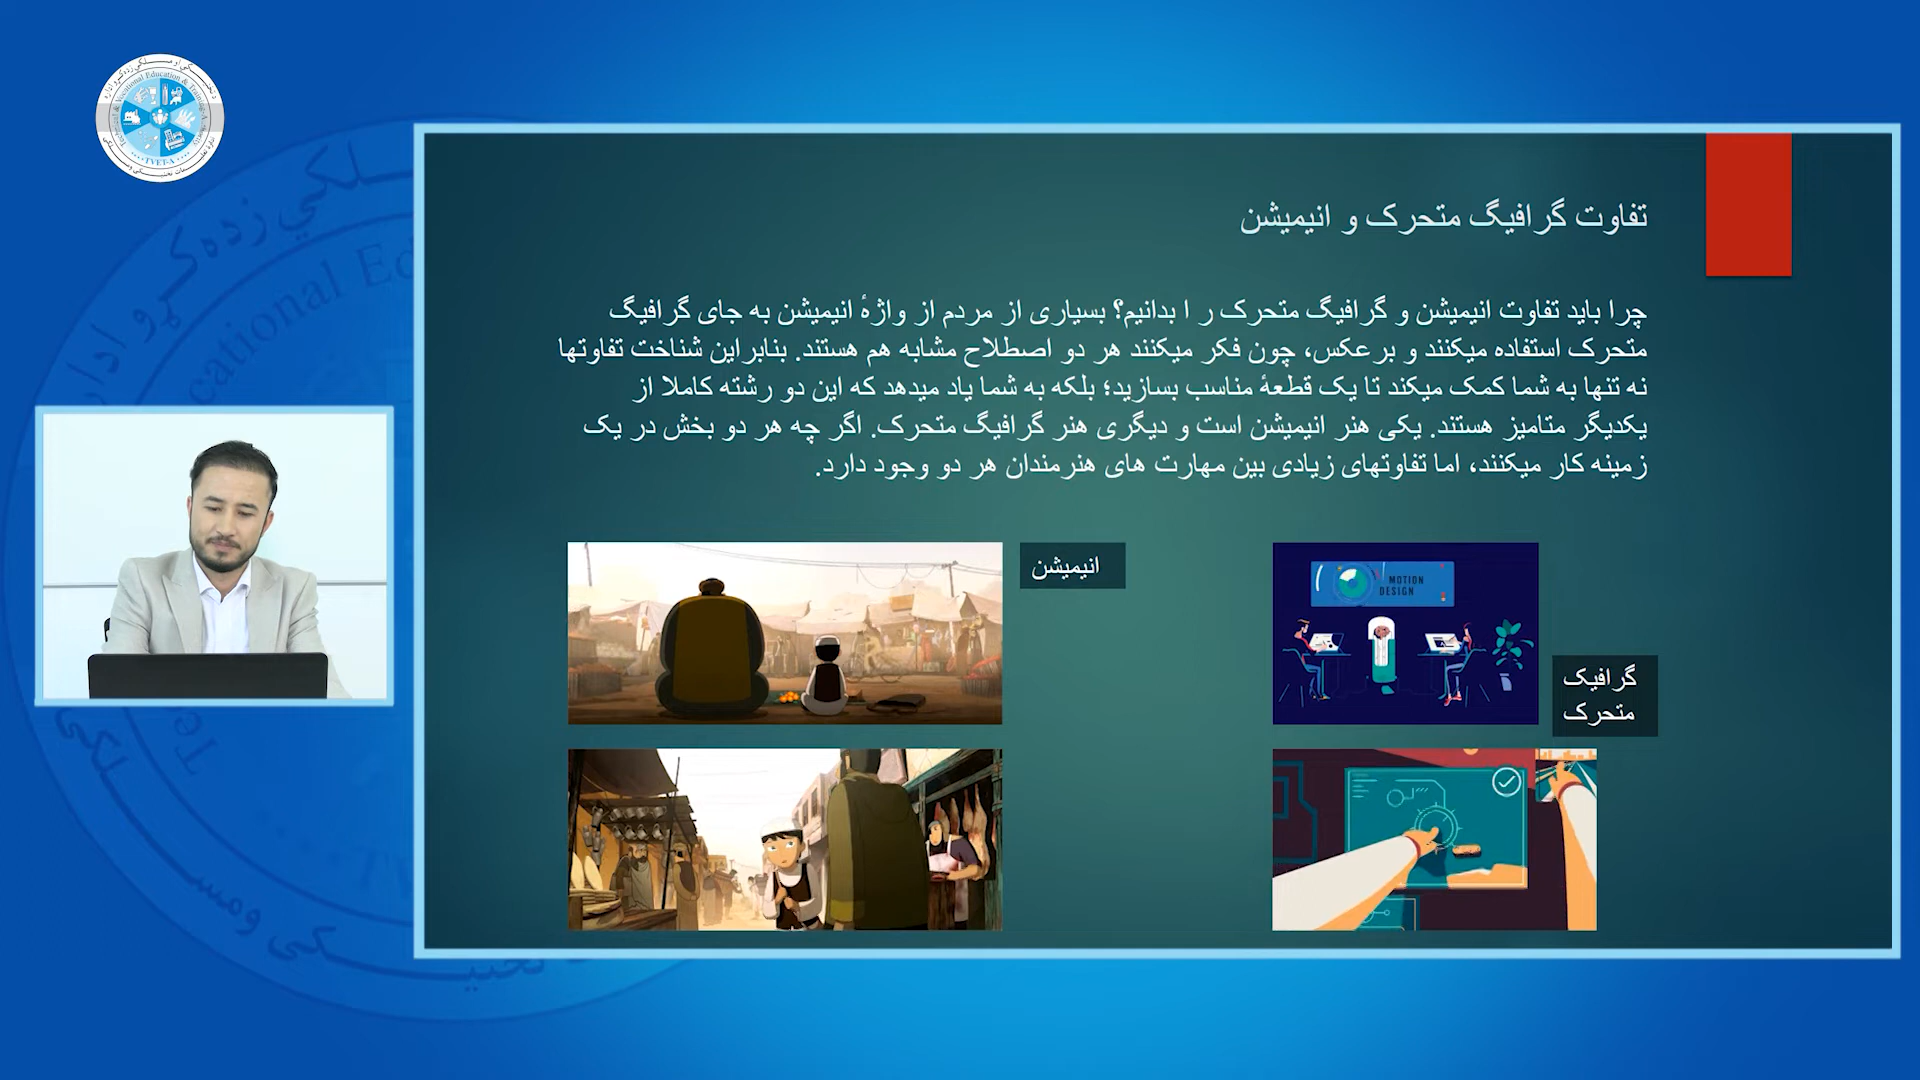 تفاوت گرافیگ متحرک و انیمیشن
چرا باید تفاوت انیمیشن و گرافیگ متحرک ر ا بدانیم؟ بسیاری از مردم از واژهٔ انیمیشن به جای گرافیگ
متحرک استفاده میکنند و برعکس، چون فکر میکنند هر دو اصطلاح مشابه هم هستند. بنابراین شناخت تفاوتها
نه تنها به شما کمک میکند تا یک قطعهٔ مناسب بسازید؛ بلکه به شما یاد میدهد که این دو رشته کاملا از
یکدیگر متامیز هستند. یکی هنر انیمیشن است و دیگری هنر گرافیگ متحرک. اگر چه هر دو بخش در یک
زمینه کار میکنند، اما تفاوتهای زیادی بین مهارت های هنرمندان هر دو وجود دارد.
انیمیشن
MOTION
DESIGN
گرافیک
متحرک
Technical & Vocational Education & Training
TVET-A